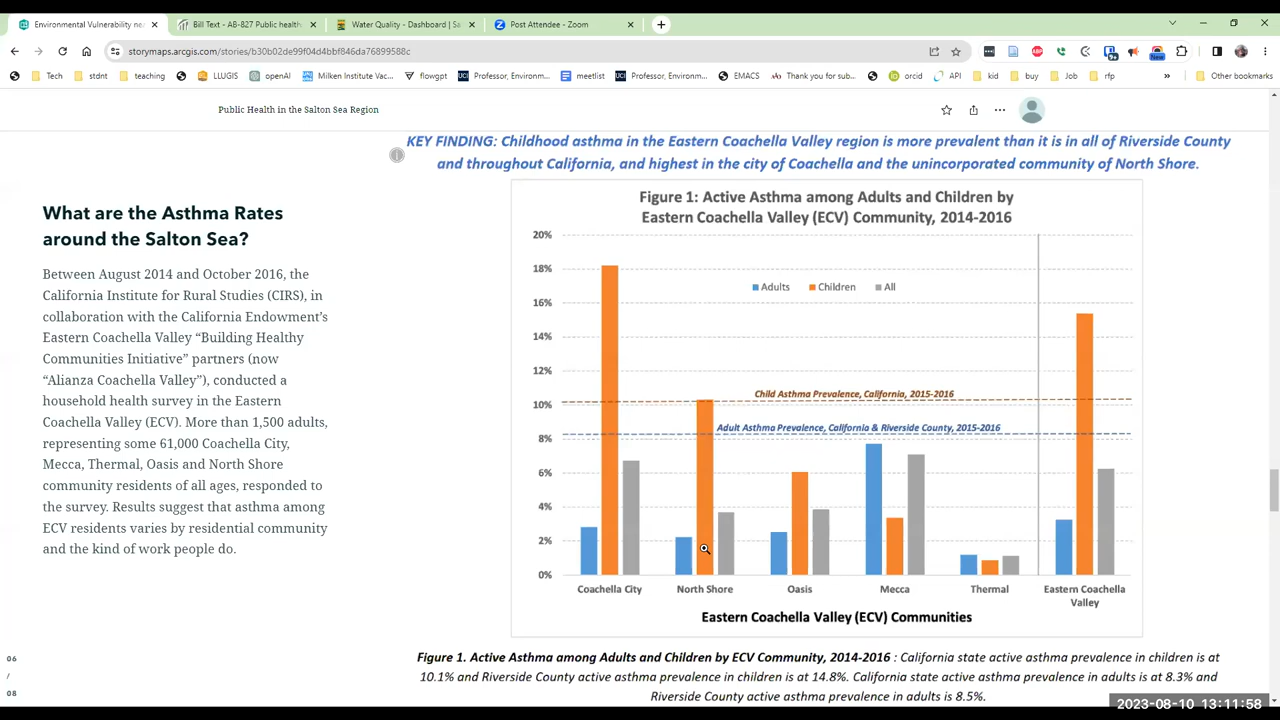 Environmental Vulnerability ne
Bill Text - AB-827 Public health
Water Quality - Dashboard | S
Post Attendee - Zoom
storymaps.arcgis.com/stories/b30b02de99f04d4bbf846da76899588c
Tech
stdnt
teaching
LLUGIS
openAI
Milken Institute Vac...
flowgpt
Professor, Environm...
meetlist
Professor, Environm...
EMACS
Thank you for sub...
orcid
API
kid
buy
Job
rfp
»
Other bookmarks
9+
New
ABP
Public Health in the Salton Sea Region
KEY FINDING: Childhood asthma in the Eastern Coachella Valley region is more prevalent than it is in all of Riverside County
and throughout California, and highest in the city of Coachella and the unincorporated community of North Shore.
What are the Asthma Rates
around the Salton Sea?
Between August 2014 and October 2016, the
California Institute for Rural Studies (CIRS), in
collaboration with the California Endowment’s
Eastern Coachella Valley “Building Healthy
Communities Initiative” partners (now
“Alianza Coachella Valley”), conducted a
household health survey in the Eastern
Coachella Valley (ECV). More than 1,500 adults,
representing some 61,000 Coachella City,
Mecca, Thermal, Oasis and North Shore
community residents of all ages, responded to
the survey. Results suggest that asthma among
ECV residents varies by residential community
and the kind of work people do.
06
/
08
Figure 1: Active Asthma among Adults and Children by
Eastern Coachella Valley (ECV) Community, 2014-2016
20%
18%
16%
14%
12%
10%
8%
6%
4%
2%
0%
Adults
Children
All
Child Asthma Prevalence, California, 2015-2016
Adult Asthma Prevalence, California & Riverside County, 2015-2016
Coachella City
North Shore
Oasis
Mecca
Thermal
Eastern Coachella
Valley
Eastern Coachella Valley (ECV) Communities
Figure 1. Active Asthma among Adults and Children by ECV Community, 2014-2016 : California state active asthma prevalence in children is at
10.1% and Riverside County active asthma prevalence in children is at 14.8%. California state active asthma prevalence in adults is at 8.3% and
Riverside County active asthma prevalence in adults is 8.5%.
2023-08-10 13:11:58